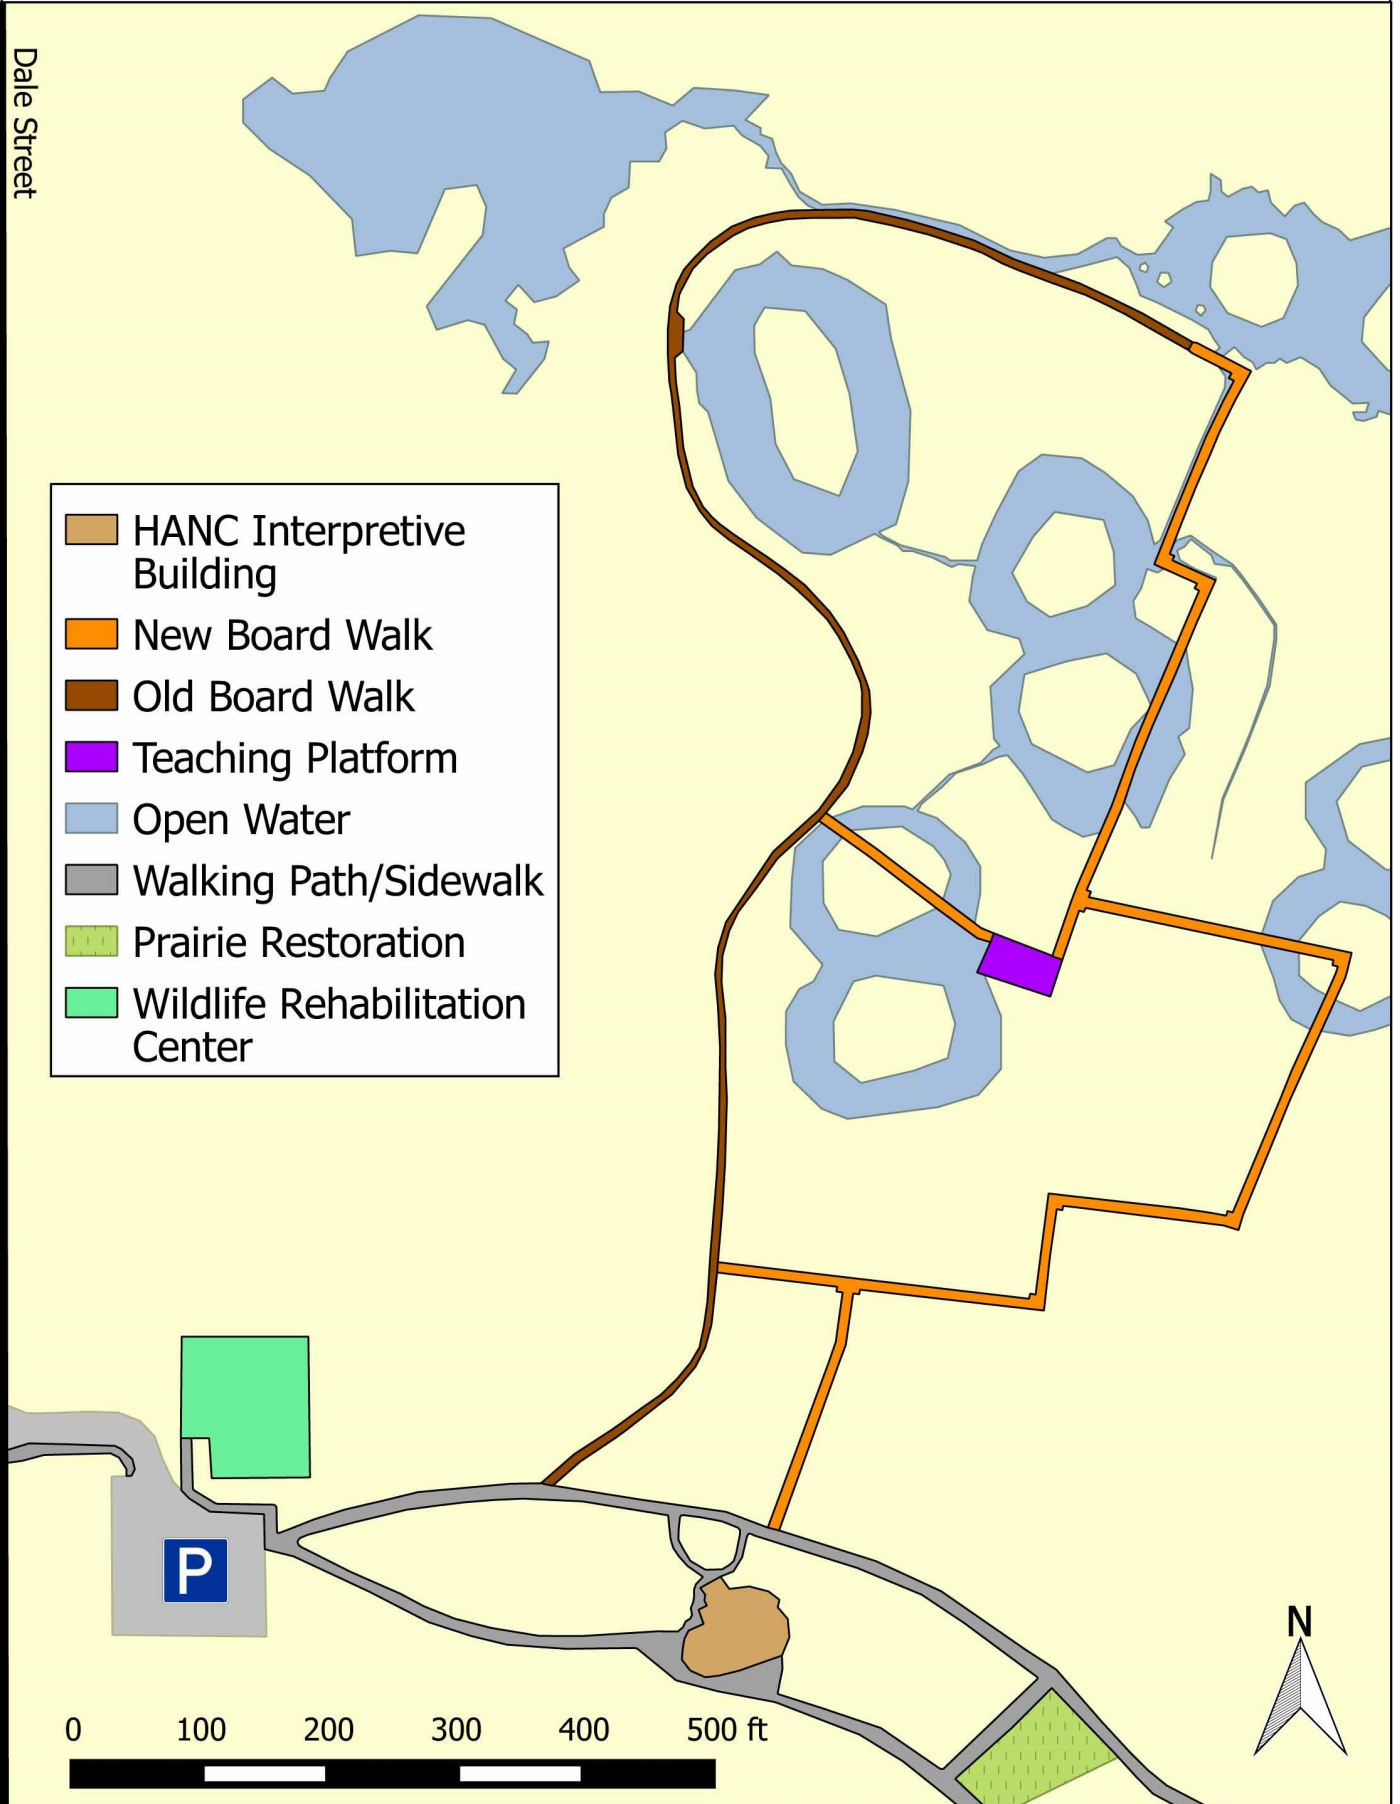 Dale Street
HANC Interpretive
Building
New Board Walk
Old Board Walk
Teaching Platform
Open Water
Walking Path/Sidewalk
Prairie Restoration
Wildlife Rehabilitation
Center
P
N
0 100 200 300 400 500 ft